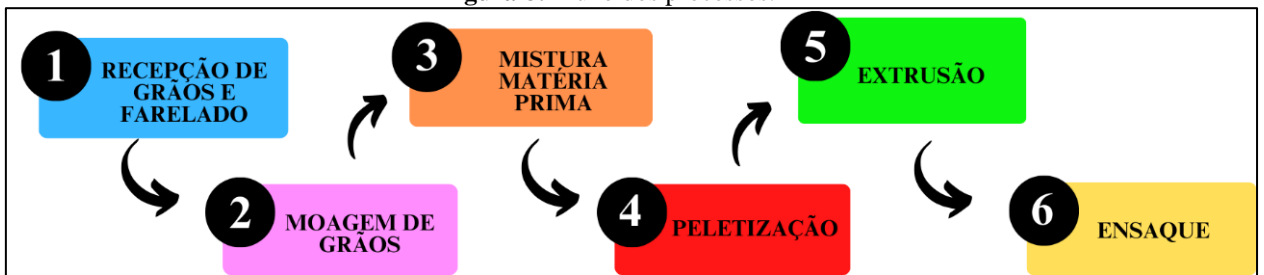 1
RECEPÇÃO DE
GRÃOS E
FARELADO
2
MOAGEM DE
GRÃOS
3
MISTURA
MATÉRIA
PRIMA
4
PELETIZAÇÃO
5
EXTRUSÃO
6
ENSAQUE